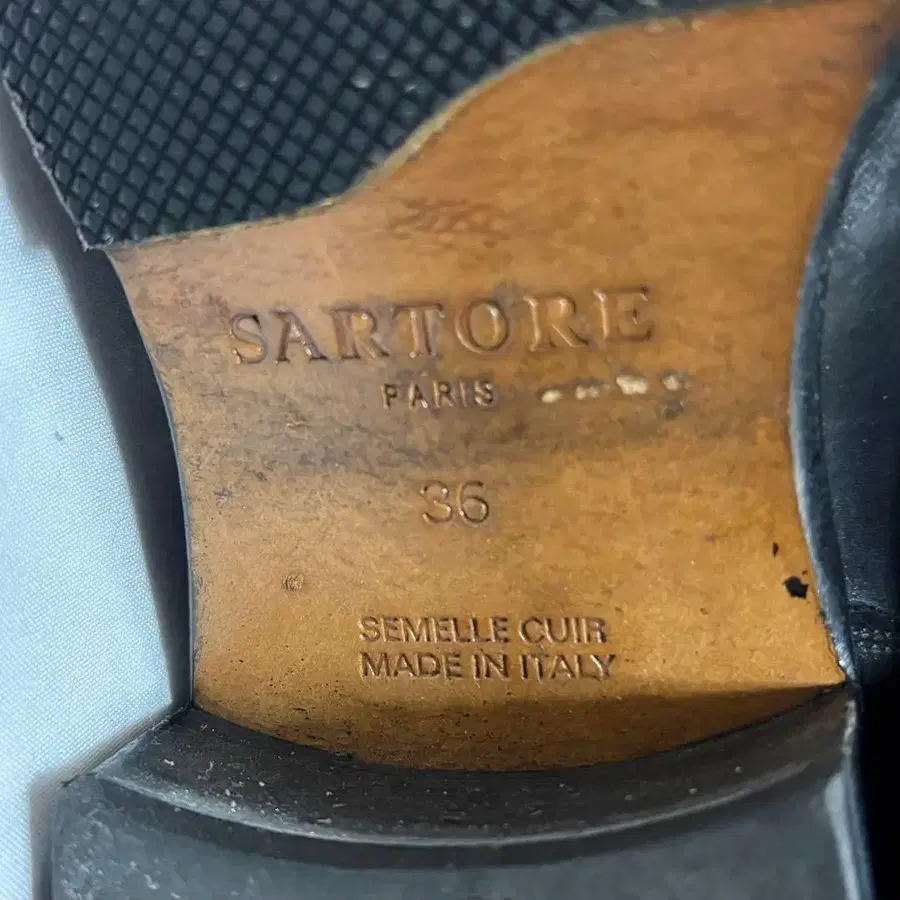 SARTORE
PARIS
36
SEMELLE CUIR
MADE IN ITALY